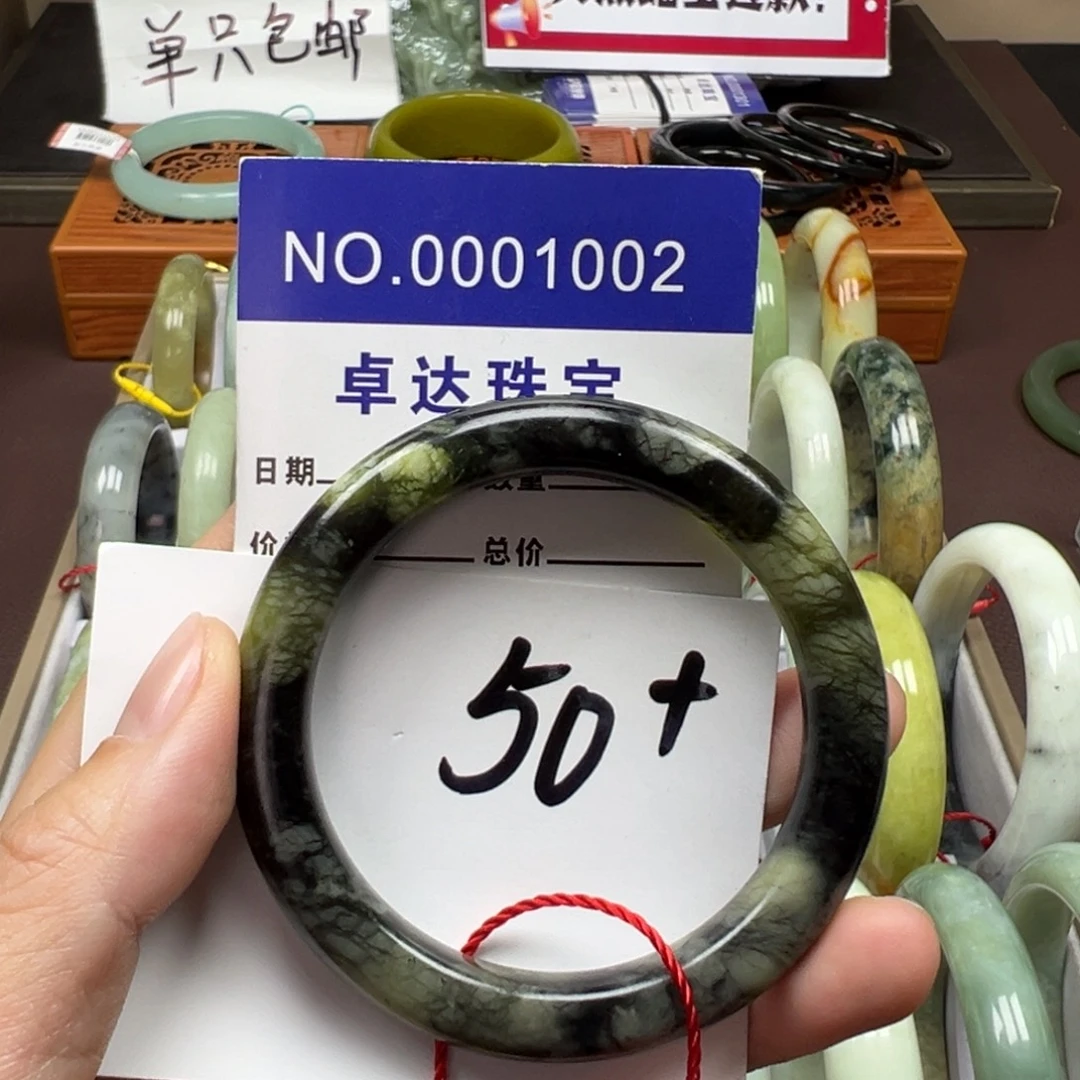 单只包邮
NO.0001002
卓达珠宝
日期
数量
价
总价
50+